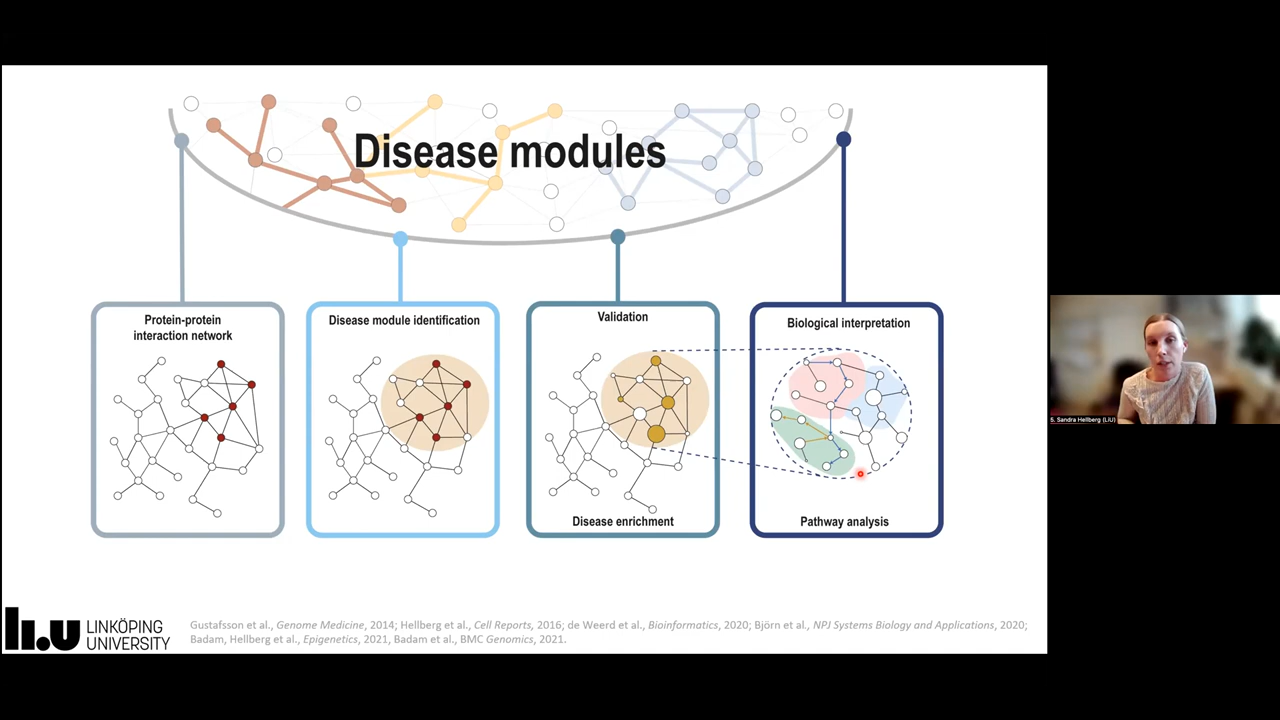 Disease modules
Protein-protein
interaction network
Disease module identification
Validation
Biological interpretation
Disease enrichment
Pathway analysis
5. Sandra Hellberg (LiU)
li.u LINKÖPING
UNIVERSITY
Gustafsson et al., Genome Medicine, 2014; Hellberg et al., Cell Reports, 2016; de Weerd et al., Bioinformatics, 2020; Björn et al., NPJ Systems Biology and Applications, 2020;
Badam, Hellberg et al., Epigenetics, 2021, Badam et al., BMC Genomics, 2021.